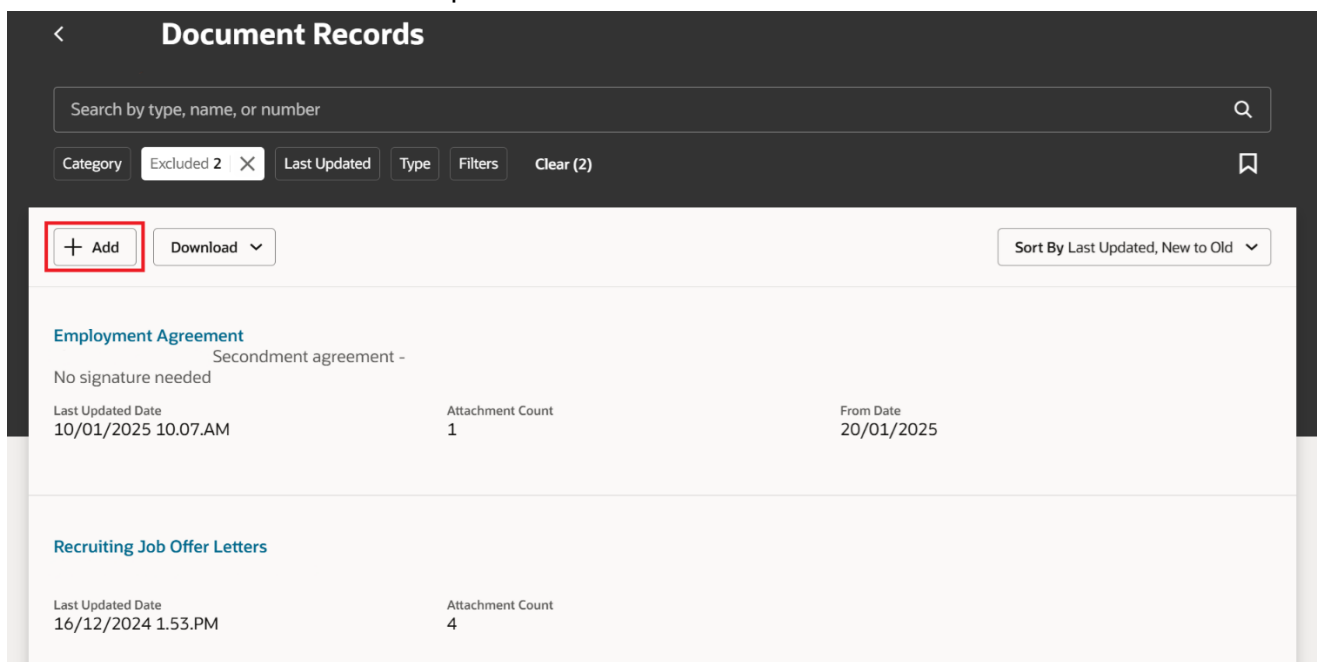 Document Records
Search by type, name, or number
Category Excluded 2 Last Updated Type Filters Clear (2)
Add Download Sort By Last Updated, New to Old
Employment Agreement
Secondment agreement -
No signature needed
Last Updated Date Attachment Count From Date
10/01/2025 10.07.AM 1 20/01/2025
Recruiting Job Offer Letters
Last Updated Date Attachment Count
16/12/2024 1.53.PM 4